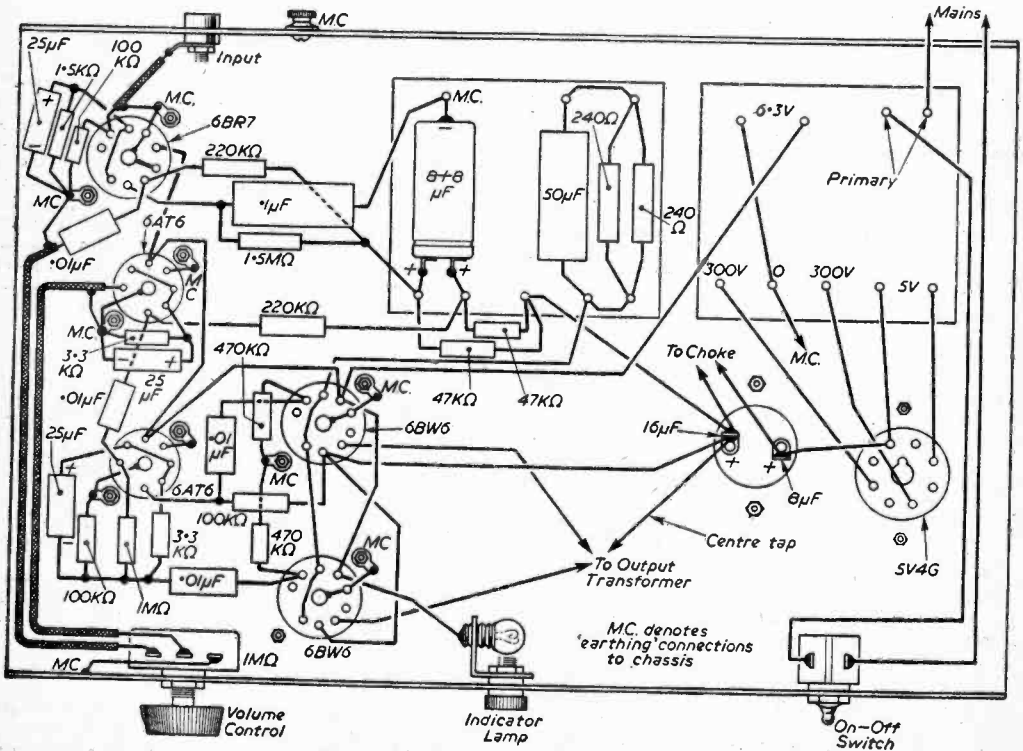 Mains
M.C.
25µF
100
KΩ
1·5KΩ
Input
M.C.
6BR7
220KΩ
·1µF
1·5MΩ
M.C.
8+8
µF
50µF
240Ω
240
Ω
6·3V
Primary
300V
O
300V
5V
M.C.
MC
6AT6
·01µF
MC
M.C.
3·3
KΩ
25
µF
220KΩ
470KΩ
47KΩ
47KΩ
To Choke
M.C.
16µF
+
+
8µF
5V4G
·01µF
25µF
·01
µF
6BW6
MC
6AT6
100KΩ
470
KΩ
3·3
KΩ
100KΩ
1MΩ
·01µF
MC
6BW6
Centre tap
To Output
Transformer
M.C. denotes
'earthing' connections
to chassis
MC
1MΩ
Volume
Control
Indicator
Lamp
On-Off
Switch